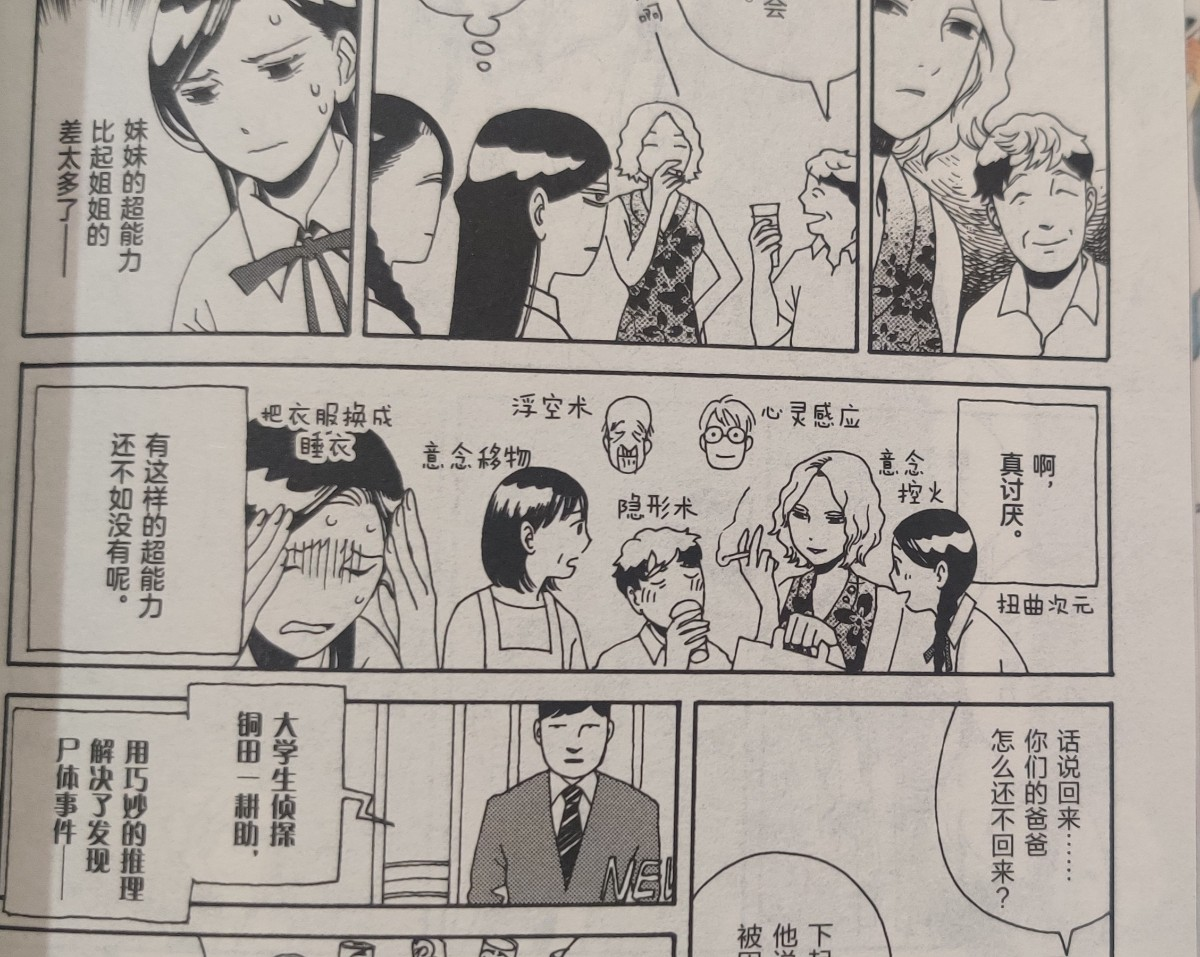 会
。
啊
妹妹的超能力
比起姐姐的
差太多了——
啊，
真讨厌。
扭曲次元
意念
控火
心灵感应
浮空术
隐形术
意念移物
把衣服换成
睡衣
有这样的超能力
还不如没有呢。
话说回来……
你们的爸爸
怎么还不回来？
下起
他说
被
大学生侦探
铜田一耕助，
用巧妙的推理
解决了发现
尸体事件——
NE